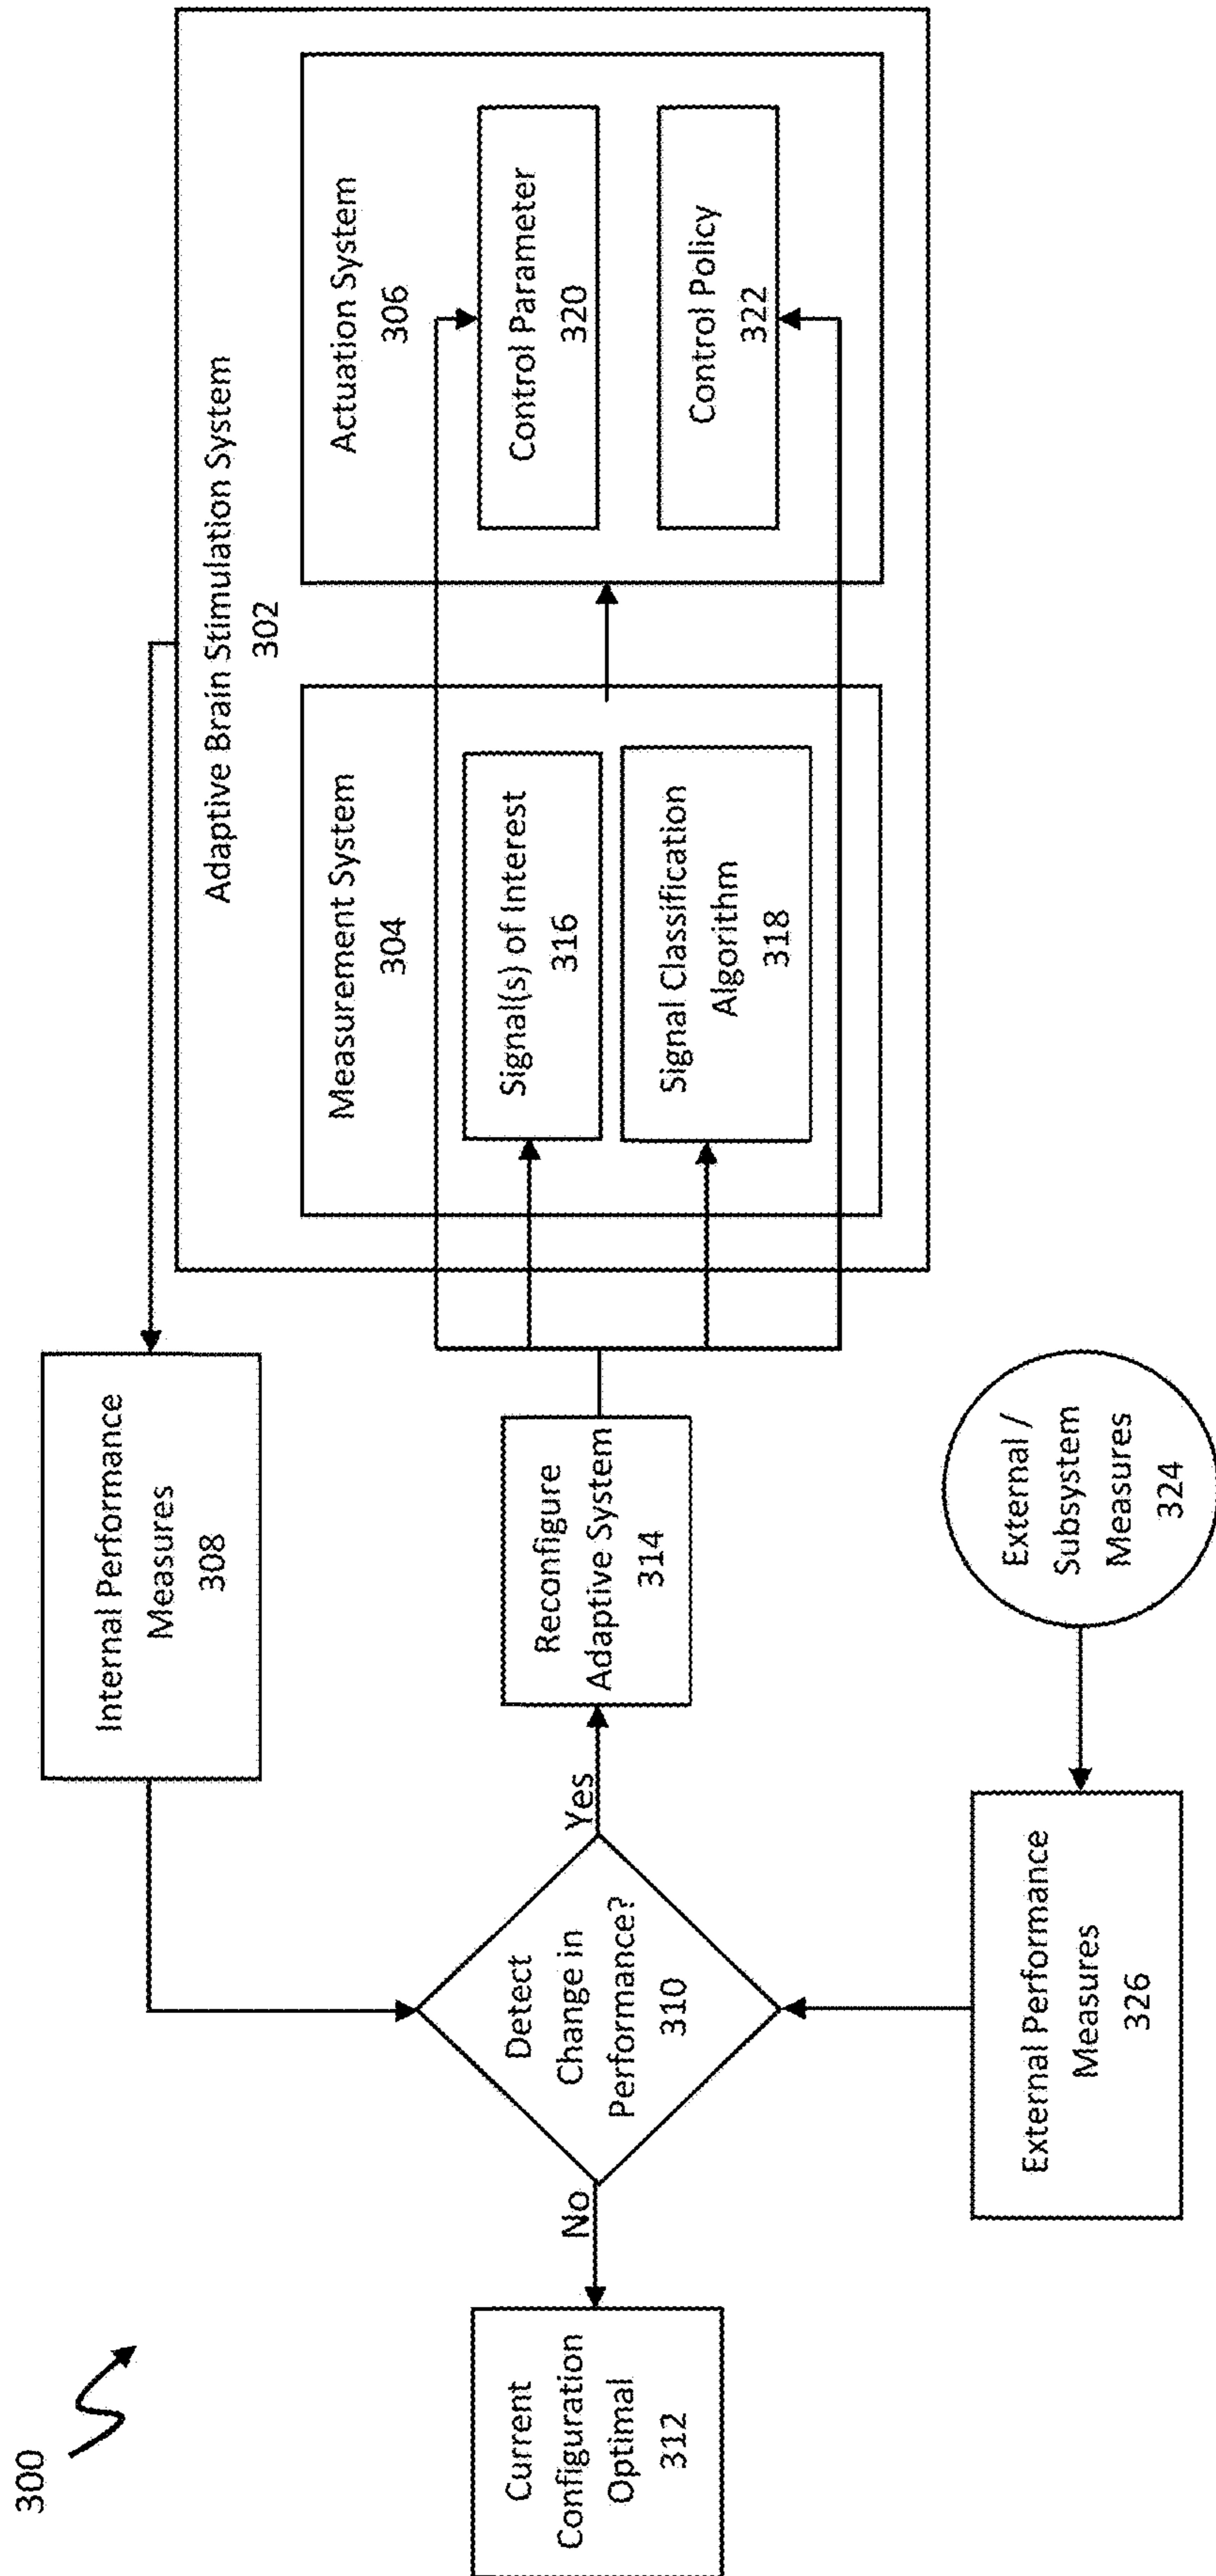 300
Adaptive Brain Stimulation System
302
Internal Performance
Measures
308
Measurement System
304
Actuation System
306
Signal(s) of Interest
316
Control Parameter
320
Current
Configuration
Optimal
312
No
Detect
Change in
Performance?
310
Yes
Reconfigure
Adaptive System
314
Signal Classification
Algorithm
318
Control Policy
322
External Performance
Measures
326
External /
Subsystem
Measures
324